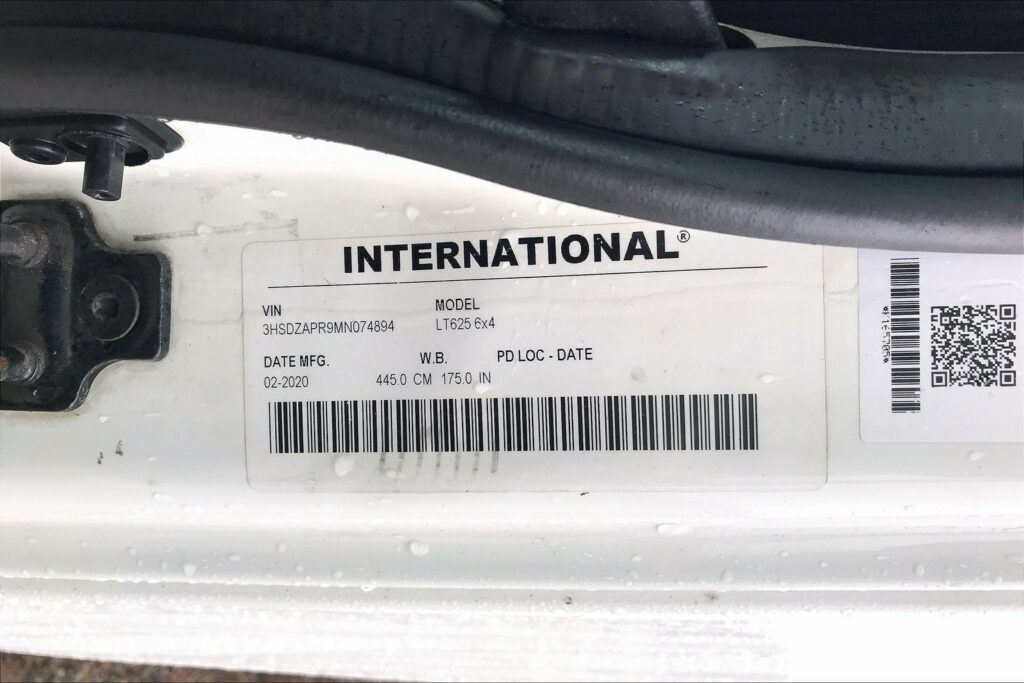 INTERNATIONAL®
VIN
MODEL
3HSDZAPR9MN074894
LT625 6x4
DATE MFG.
W.B.
PD LOC - DATE
02-2020
445.0 CM 175.0 IN